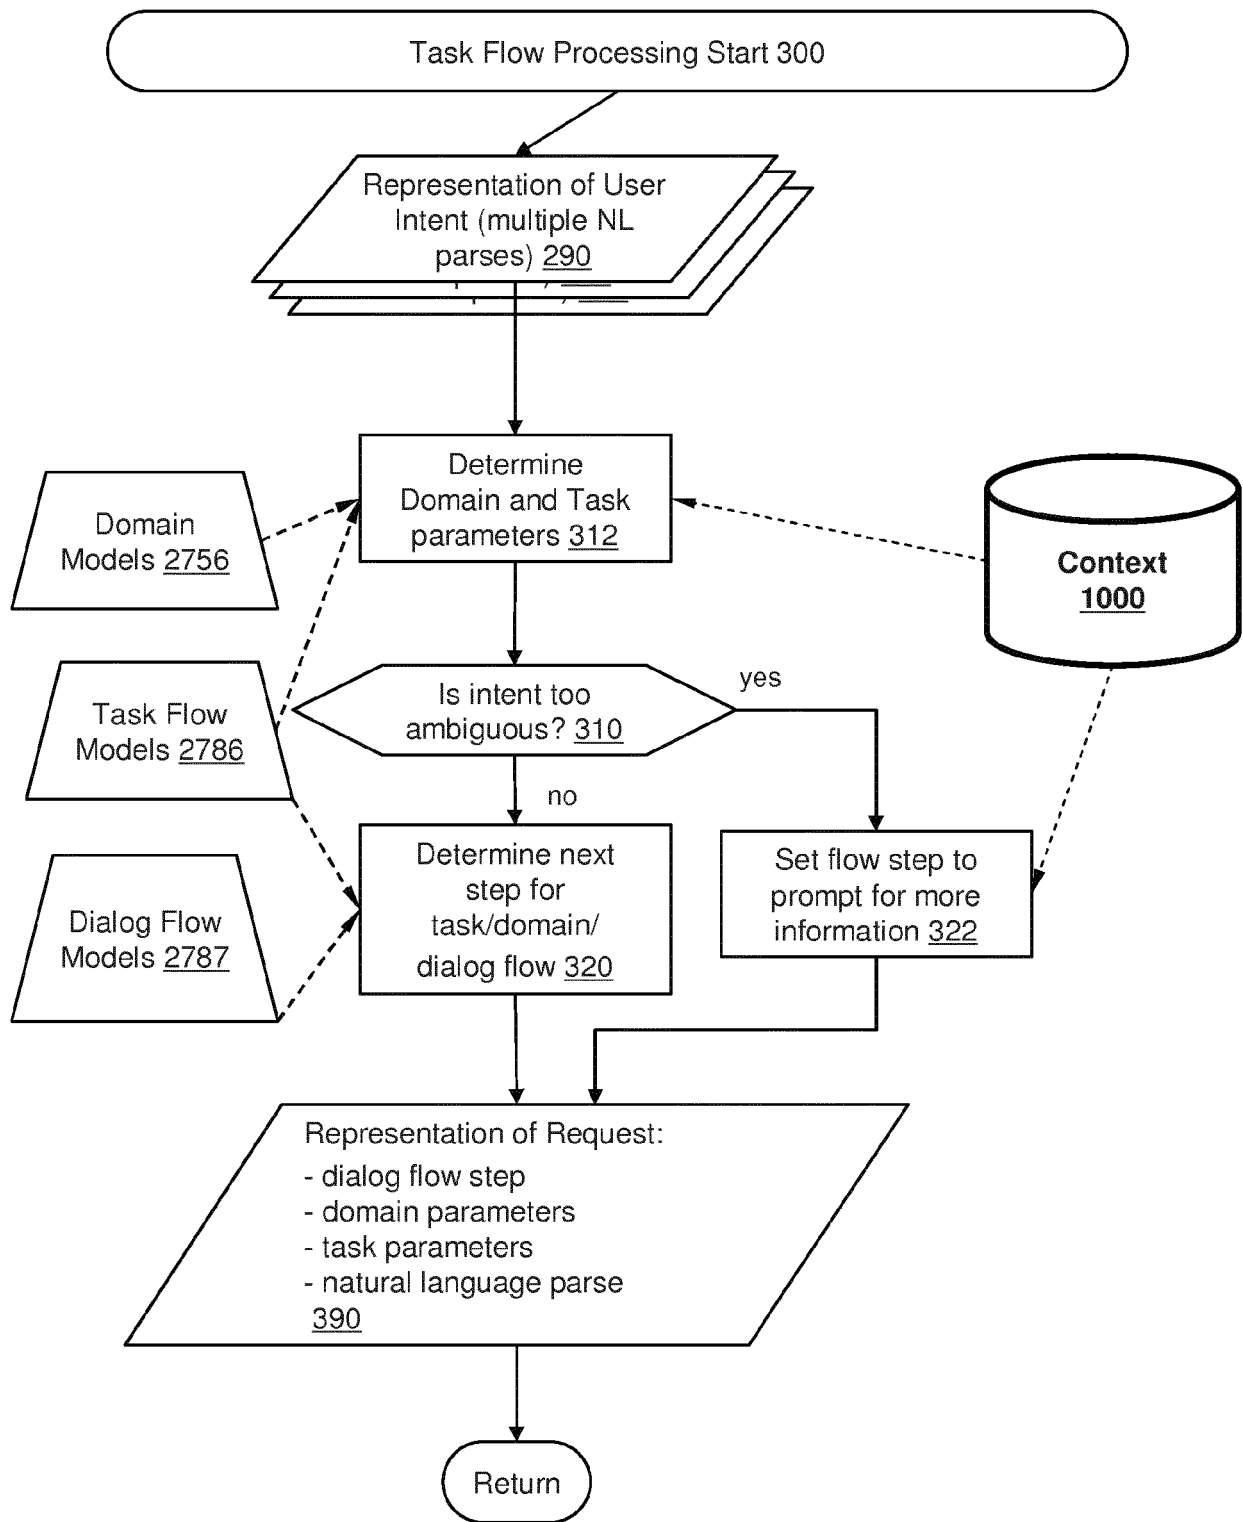 Task Flow Processing Start 300
Representation of User
Intent (multiple NL
parses) 290
Determine
Domain and Task
parameters 312
Domain
Models 2756
Context
1000
Is intent too
ambiguous? 310
yes
no
Task Flow
Models 2786
Determine next
step for
task/domain/
dialog flow 320
Set flow step to
prompt for more
information 322
Dialog Flow
Models 2787
Representation of Request:
- dialog flow step
- domain parameters
- task parameters
- natural language parse
390
Return